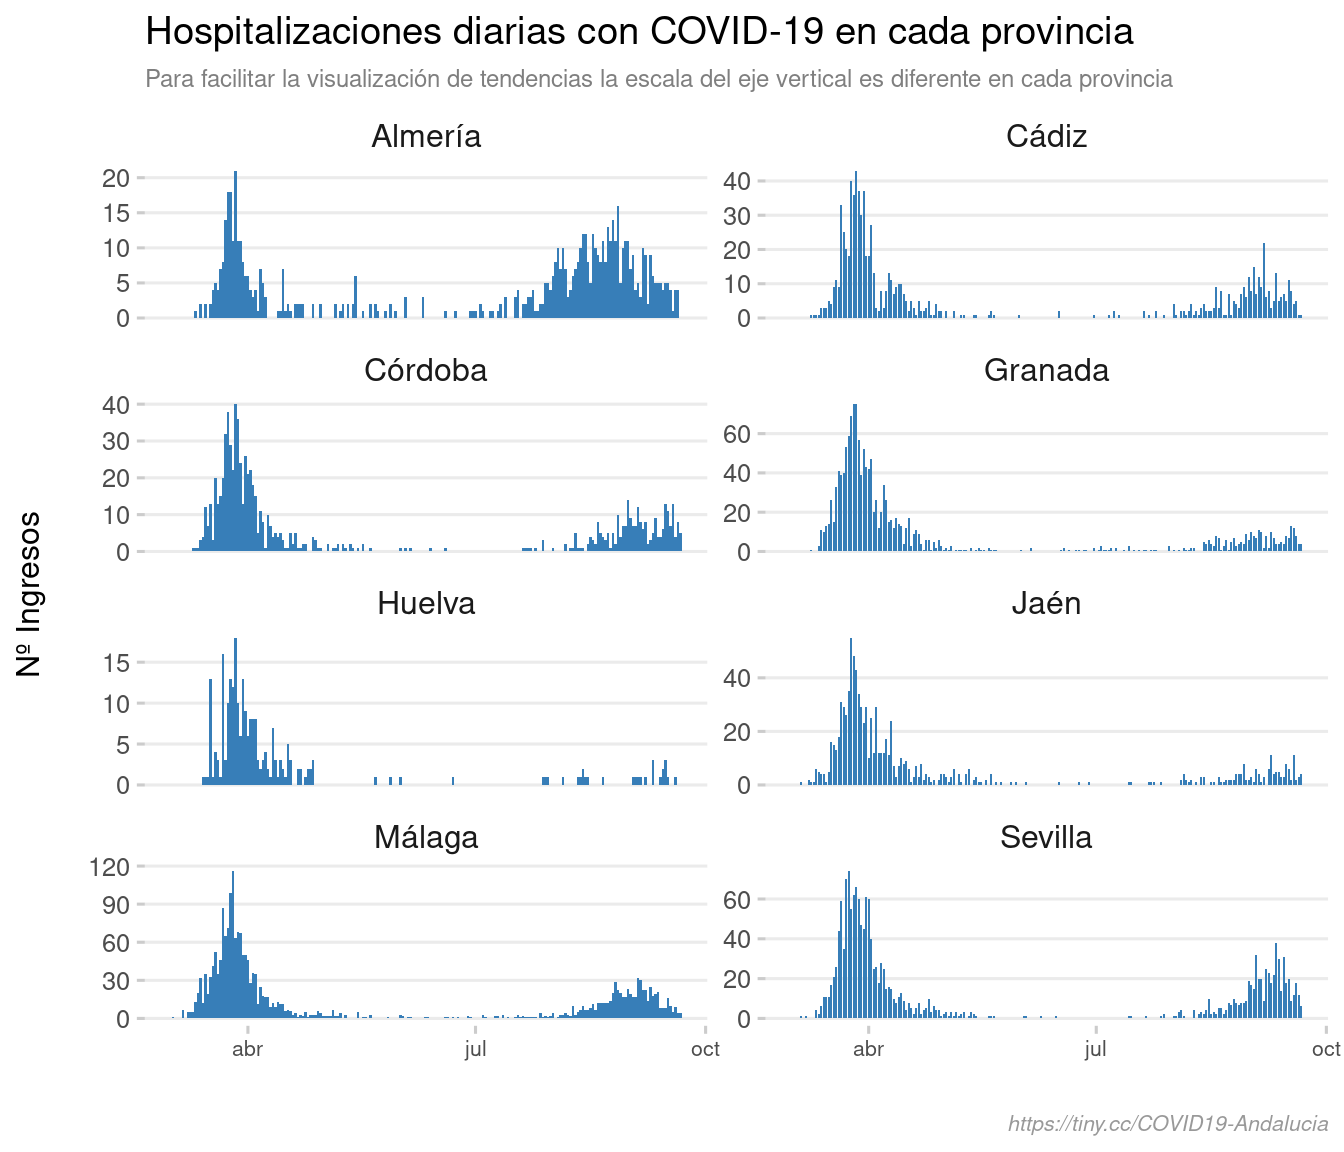 Hospitalizaciones diarias con COVID-19 en cada provincia
Para facilitar la visualización de tendencias la escala del eje vertical es diferente en cada provincia
Nº Ingresos
Almería
20
15
10
5
0
Cádiz
40
30
20
10
0
Córdoba
40
30
20
10
0
Granada
60
40
20
0
Huelva
15
10
5
0
Jaén
40
20
0
Málaga
120
90
60
30
0
abr jul oct
Sevilla
60
40
20
0
abr jul oct
https://tiny.cc/COVID19-Andalucia